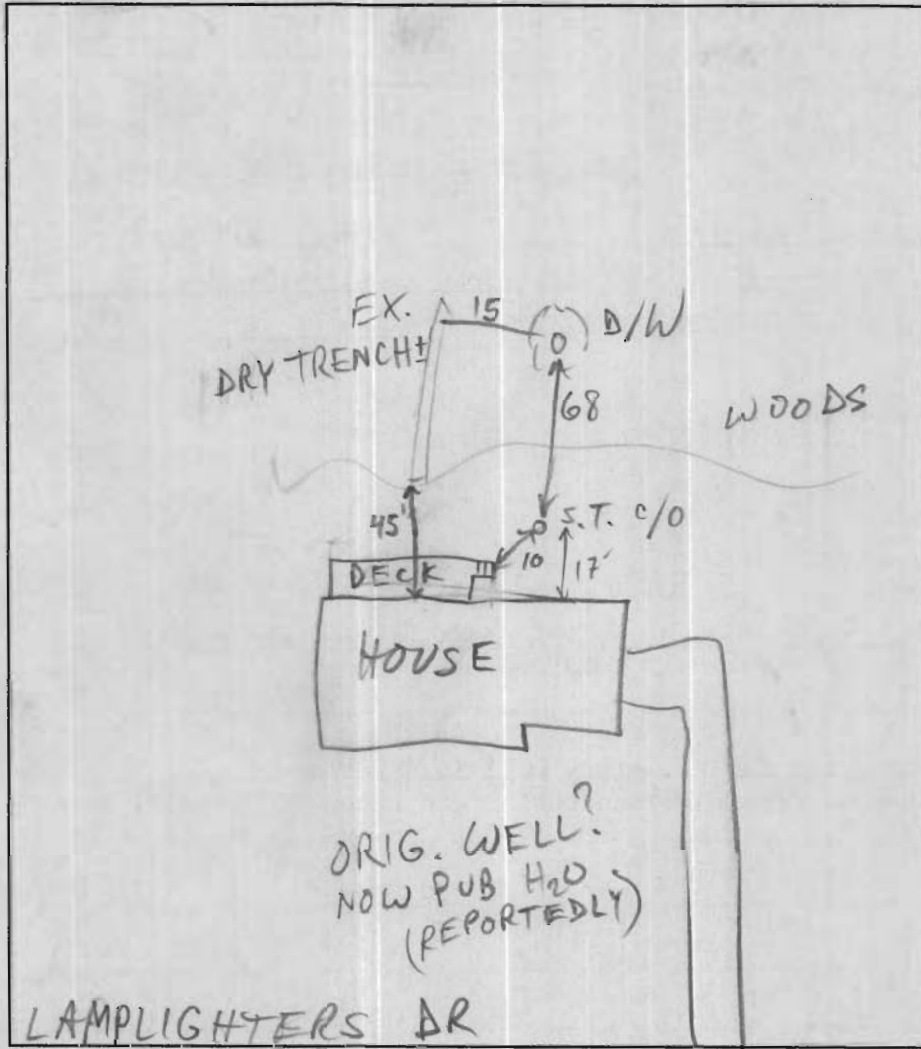 EX. 15 D/W
DRY TRENCH±
68
WOODS
45'
S.T. C/O
10
17'
DECK
HOUSE
ORIG. WELL?
NOW PUB H₂O
(REPORTEDLY)
LAMPLIGHTERS DR